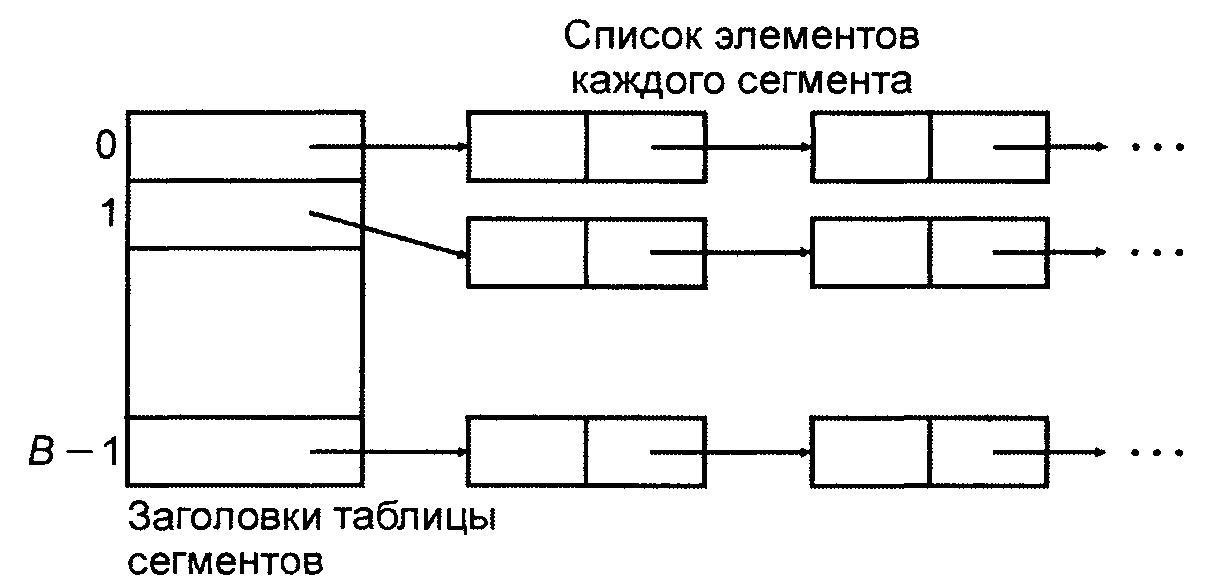 Список элементов
каждого сегмента
0
...
1
...
B – 1
...
Заголовки таблицы
сегментов